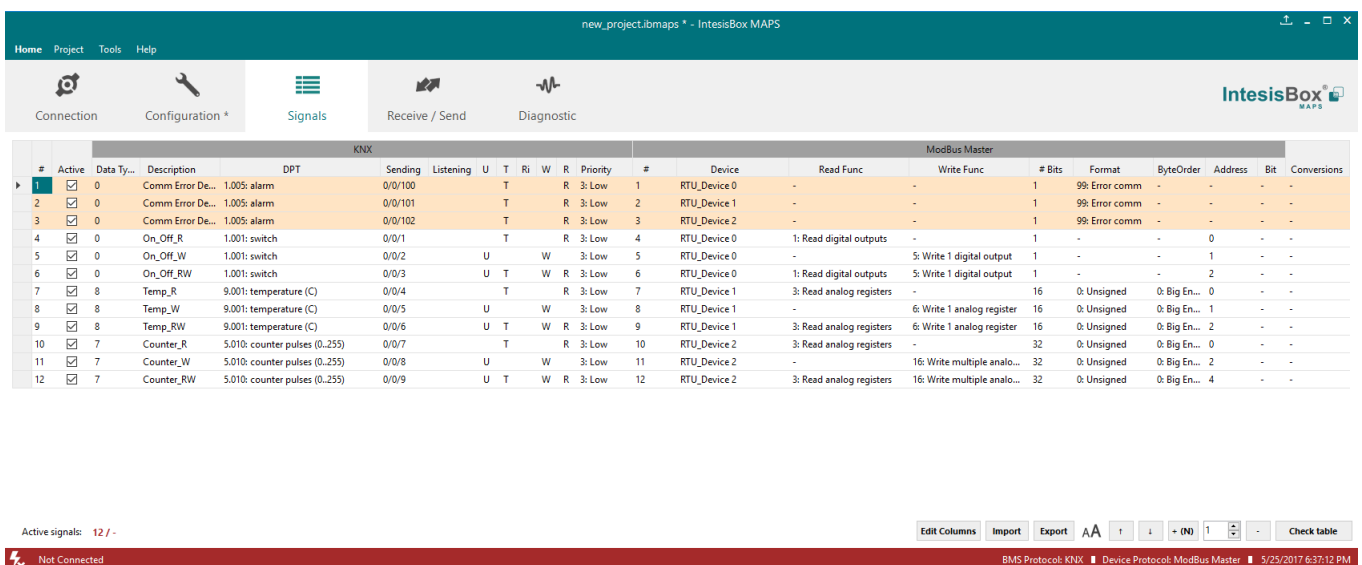 new_project.ibmaps * - IntesisBox MAPS
Home Project Tools Help
Connection Configuration * Signals Receive / Send Diagnostic
IntesisBox® MAPS
KNX ModBus Master
# Active Data Ty... Description DPT Sending Listening U T Ri W R Priority # Device Read Func Write Func # Bits Format ByteOrder Address Bit Conversions
1 0 Comm Error De... 1.005: alarm 0/0/100 T R 3: Low 1 RTU_Device 0 - - 1 99: Error comm - - - -
2 0 Comm Error De... 1.005: alarm 0/0/101 T R 3: Low 2 RTU_Device 1 - - 1 99: Error comm - - - -
3 0 Comm Error De... 1.005: alarm 0/0/102 T R 3: Low 3 RTU_Device 2 - - 1 99: Error comm - - - -
4 0 On_Off_R 1.001: switch 0/0/1 T R 3: Low 4 RTU_Device 0 1: Read digital outputs - 1 - - 0 - -
5 0 On_Off_W 1.001: switch 0/0/2 U W 3: Low 5 RTU_Device 0 - 5: Write 1 digital output 1 - - 1 - -
6 0 On_Off_RW 1.001: switch 0/0/3 U T W R 3: Low 6 RTU_Device 0 1: Read digital outputs 5: Write 1 digital output 1 - - 2 - -
7 8 Temp_R 9.001: temperature (C) 0/0/4 T R 3: Low 7 RTU_Device 1 3: Read analog registers - 16 0: Unsigned 0: Big En... 0 - -
8 8 Temp_W 9.001: temperature (C) 0/0/5 U W 3: Low 8 RTU_Device 1 - 6: Write 1 analog register 16 0: Unsigned 0: Big En... 1 - -
9 8 Temp_RW 9.001: temperature (C) 0/0/6 U T W R 3: Low 9 RTU_Device 1 3: Read analog registers 6: Write 1 analog register 16 0: Unsigned 0: Big En... 2 - -
10 7 Counter_R 5.010: counter pulses (0..255) 0/0/7 T R 3: Low 10 RTU_Device 2 3: Read analog registers - 32 0: Unsigned 0: Big En... 0 - -
11 7 Counter_W 5.010: counter pulses (0..255) 0/0/8 U W 3: Low 11 RTU_Device 2 - 16: Write multiple analo... 32 0: Unsigned 0: Big En... 2 - -
12 7 Counter_RW 5.010: counter pulses (0..255) 0/0/9 U T W R 3: Low 12 RTU_Device 2 3: Read analog registers 16: Write multiple analo... 32 0: Unsigned 0: Big En... 4 - -
Active signals: 12 / - Edit Columns Import Export AA ↑ ↓ + (N) 1 - Check table
Not Connected BMS Protocol: KNX Device Protocol: ModBus Master 5/25/2017 6:37:12 PM